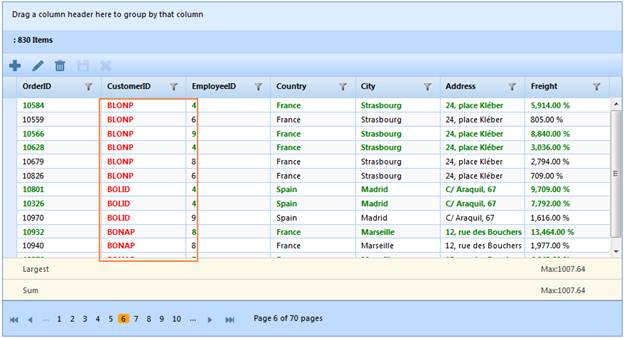 Drag a column header here to group by that column
: 830 Items
OrderID CustomerID EmployeeID Country City Address Freight
10584 BLONP 4 France Strasbourg 24, place Kléber 5,914.00 %
10559 BLONP 6 France Strasbourg 24, place Kléber 805.00 %
10566 BLONP 9 France Strasbourg 24, place Kléber 8,840.00 %
10628 BLONP 4 France Strasbourg 24, place Kléber 3,036.00 %
10679 BLONP 8 France Strasbourg 24, place Kléber 2,794.00 %
10826 BLONP 6 France Strasbourg 24, place Kléber 709.00 %
10801 BOLID 4 Spain Madrid C/ Araquil, 67 9,709.00 %
10326 BOLID 4 Spain Madrid C/ Araquil, 67 7,792.00 %
10970 BOLID 9 Spain Madrid C/ Araquil, 67 1,616.00 %
10932 BONAP 8 France Marseille 12, rue des Bouchers 13,464.00 %
10940 BONAP 8 France Marseille 12, rue des Bouchers 1,977.00 %
Largest Max:1007.64
Sum Max:1007.64
... 1 2 3 4 5 6 7 8 9 10 ... Page 6 of 70 pages